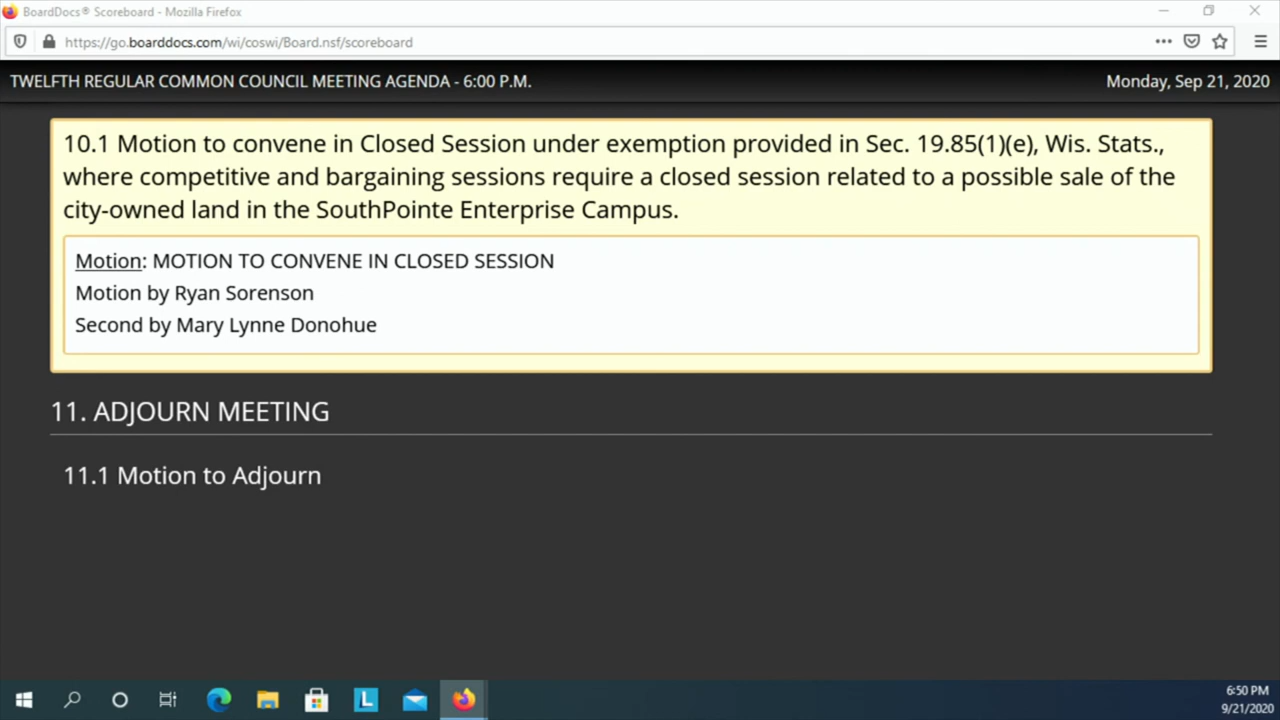 BoardDocs® Scoreboard - Mozilla Firefox
https://go.boarddocs.com/wi/coswi/Board.nsf/scoreboard
TWELFTH REGULAR COMMON COUNCIL MEETING AGENDA - 6:00 P.M. Monday, Sep 21, 2020
10.1 Motion to convene in Closed Session under exemption provided in Sec. 19.85(1)(e), Wis. Stats.,
where competitive and bargaining sessions require a closed session related to a possible sale of the
city-owned land in the SouthPointe Enterprise Campus.
Motion: MOTION TO CONVENE IN CLOSED SESSION
Motion by Ryan Sorenson
Second by Mary Lynne Donohue
11. ADJOURN MEETING
11.1 Motion to Adjourn
L
6:50 PM
9/21/2020